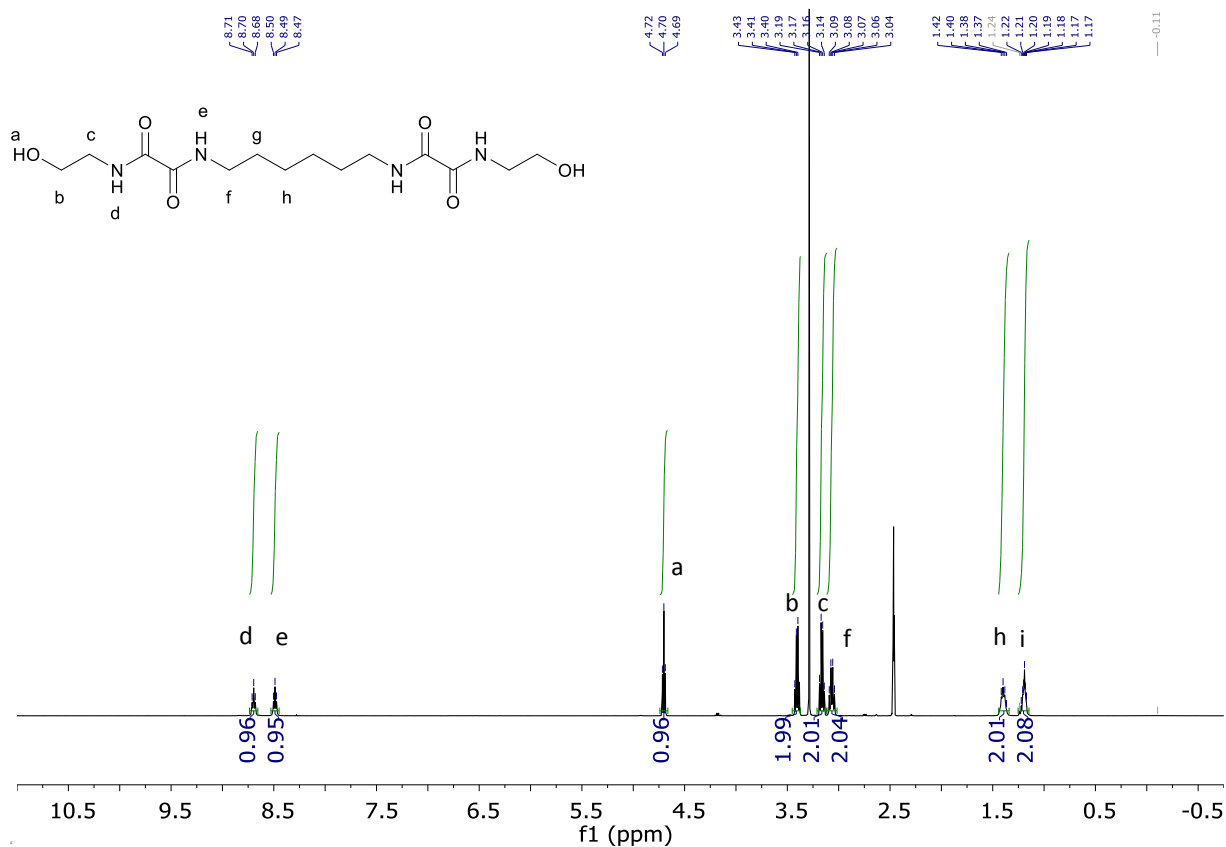 8.71
8.70
8.68
8.50
8.49
8.47
4.72
4.70
4.69
3.43
3.41
3.40
3.19
3.17
3.16
3.14
3.09
3.08
3.07
3.06
3.04
1.42
1.40
1.38
1.37
1.24
1.22
1.21
1.20
1.19
1.18
1.17
1.17
-0.11
a
HO
b
c
N
H
d
O
O
e
H
N
f
g
h
N
H
O
O
H
N
OH
d
e
a
b
c
f
h
i
0.96
0.95
0.96
1.99
2.01
2.04
2.01
2.08
10.5 9.5 8.5 7.5 6.5 5.5 4.5 3.5 2.5 1.5 0.5 -0.5
f1 (ppm)